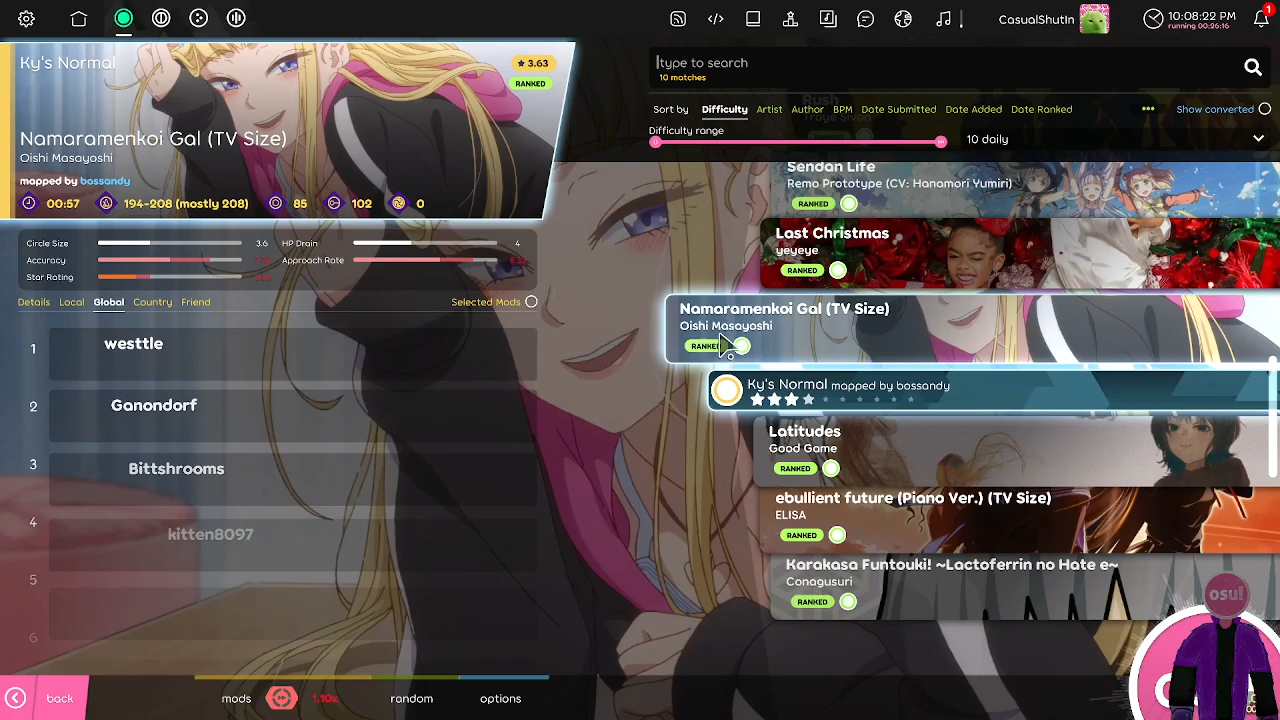 CasualShutIn
10:08:22 PM
running 00:26:16
1
Ky's Normal
3.63
RANKED
Namaramenkoi Gal (TV Size)
Oishi Masayoshi
mapped by bossandy
00:57
194-208 (mostly 208)
85
102
0
Circle Size
3.6
HP Drain
4
Accuracy
Approach Rate
Star Rating
Details
Local
Global
Country
Friend
Selected Mods
1
westtle
2
Ganondorf
3
Bittshrooms
4
kitten8097
5
6
type to search
10 matches
Rush
Troye Sivan
Sort by
Difficulty
Artist
Author
BPM
Date Submitted
Date Added
Date Ranked
Show converted
Difficulty range
0
∞
10 daily
Sendan Life
Remo Prototype (CV: Hanamori Yumiri)
RANKED
Last Christmas
yeyeye
RANKED
Namaramenkoi Gal (TV Size)
Oishi Masayoshi
RANKED
Ky's Normal mapped by bossandy
Latitudes
Good Game
RANKED
ebullient future (Piano Ver.) (TV Size)
ELISA
RANKED
Karakasa Funtouki! ~Lactoferrin no Hate e~
Conagusuri
RANKED
osu!
back
mods
1.10x
random
options